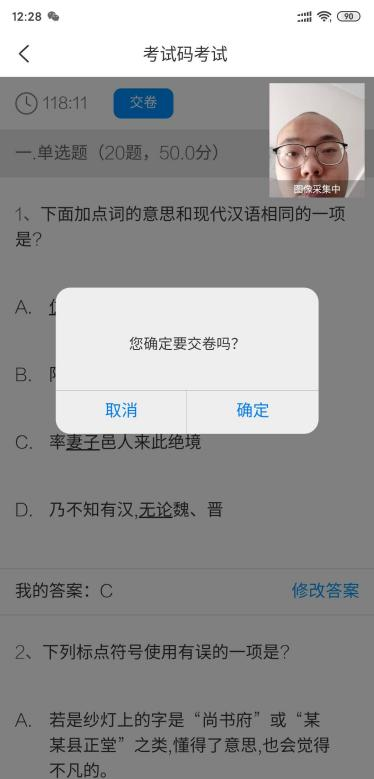 12:28
90
考试码考试
118:11
交卷
一.单选题（20题，50.0分）
图像采集中
1、下面加点词的意思和现代汉语相同的一项
是？
A.
您确定要交卷吗？
B.
取消
确定
C. 率妻子邑人来此绝境
D. 乃不知有汉,无论魏、晋
我的答案：C
修改答案
2、下列标点符号使用有误的一项是？
A. 若是纱灯上的字是“尚书府”或“某
某县正堂”之类,懂得了意思,也会觉得
不凡的。